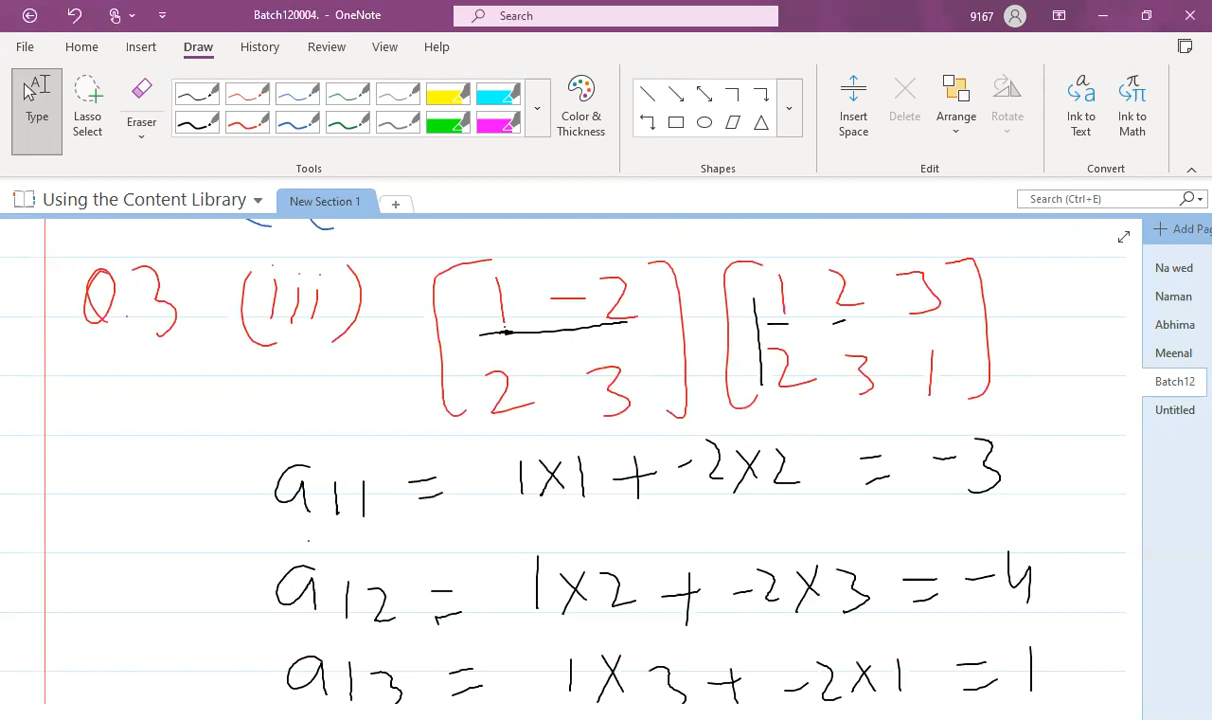 Batch120004. - OneNote
Search
9167
File Home Insert Draw History Review View Help
Type
Lasso Select
Eraser
Color & Thickness
Insert Space
Delete
Arrange
Rotate
Ink to Text
Ink to Math
Tools
Shapes
Edit
Convert
Using the Content Library
New Section 1
Search (Ctrl+E)
Add Pag
Na wed
Naman
Abhima
Meenal
Batch12
Untitled
Q.3 (iii) [1 -2] [1 2 3]
[2 3] [2 3 1]
a11 = 1×1 + -2×2 = -3
a12 = 1×2 + -2×3 = -4
a13 = 1×3 + -2×1 = 1